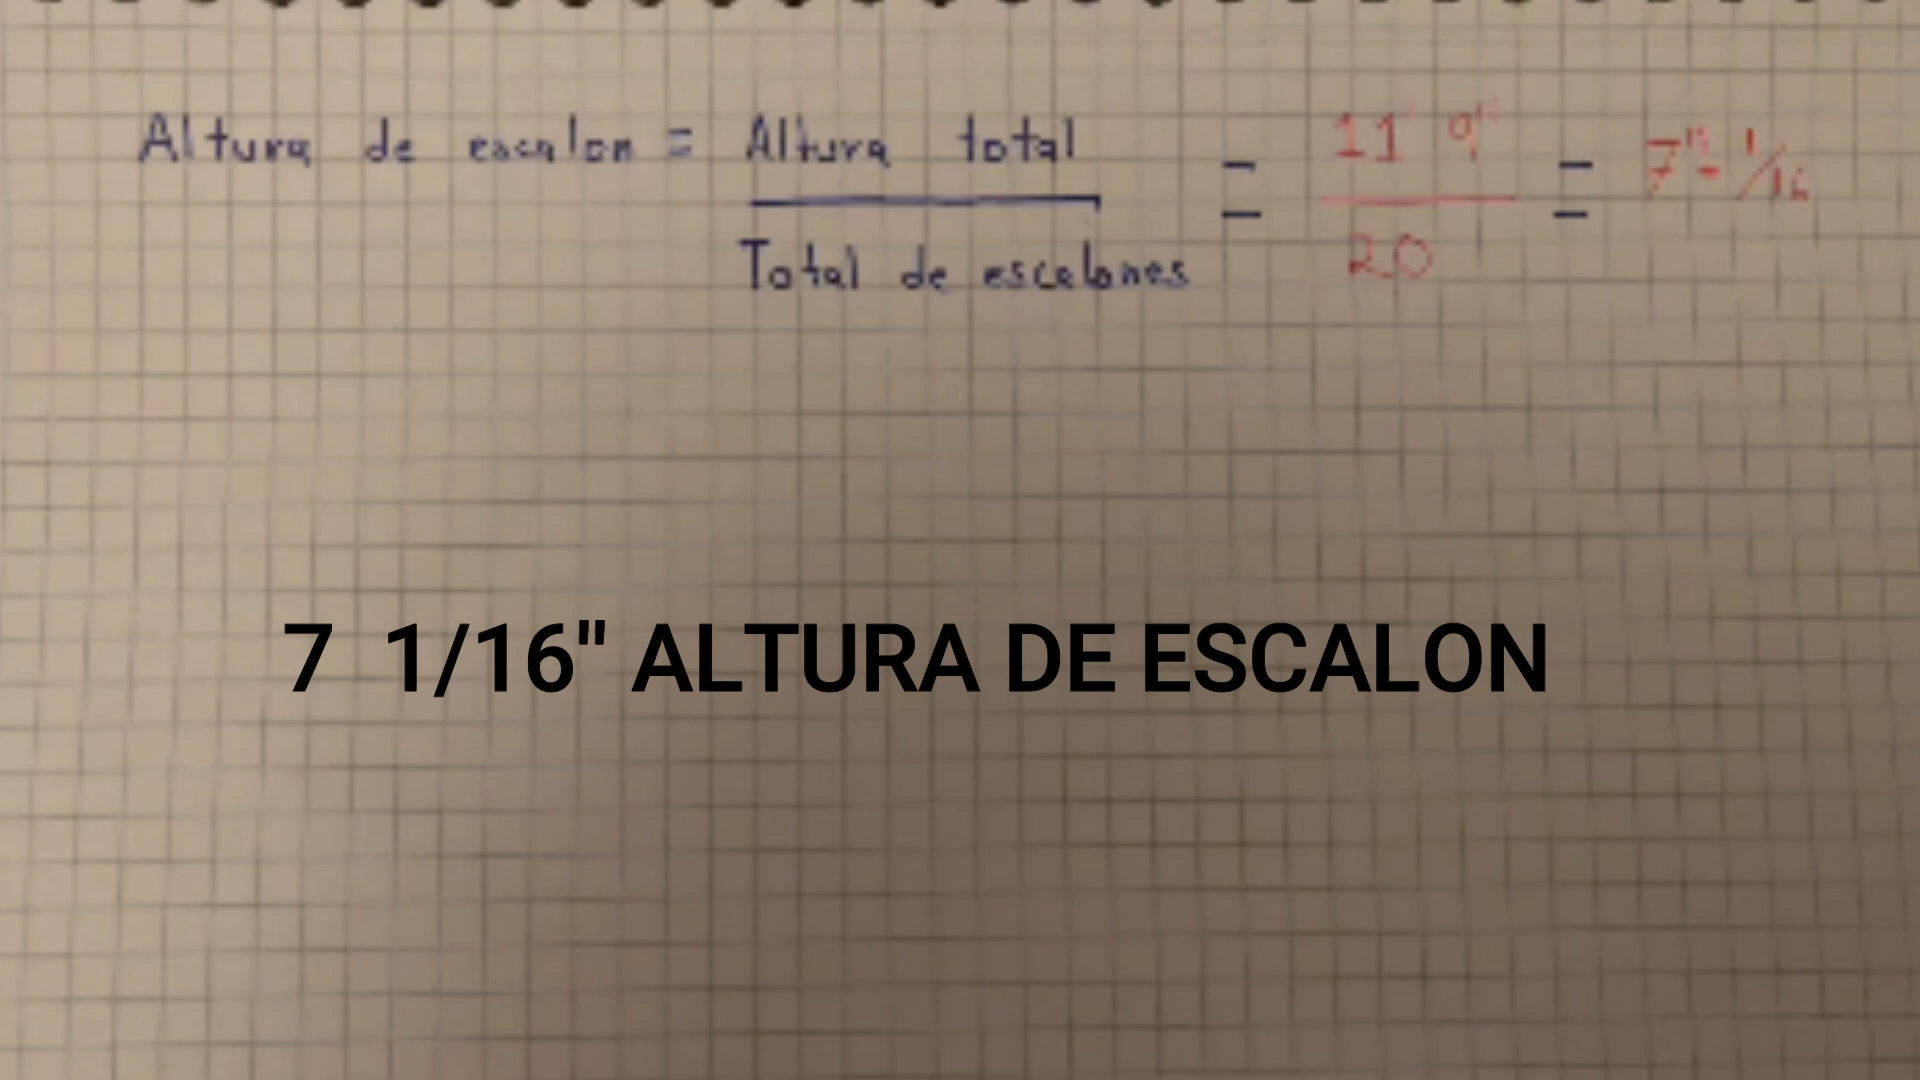 Altura de escalon = Altura total = 11' 9" = 7" - 1/16
Total de escalones 20
7 1/16" ALTURA DE ESCALON